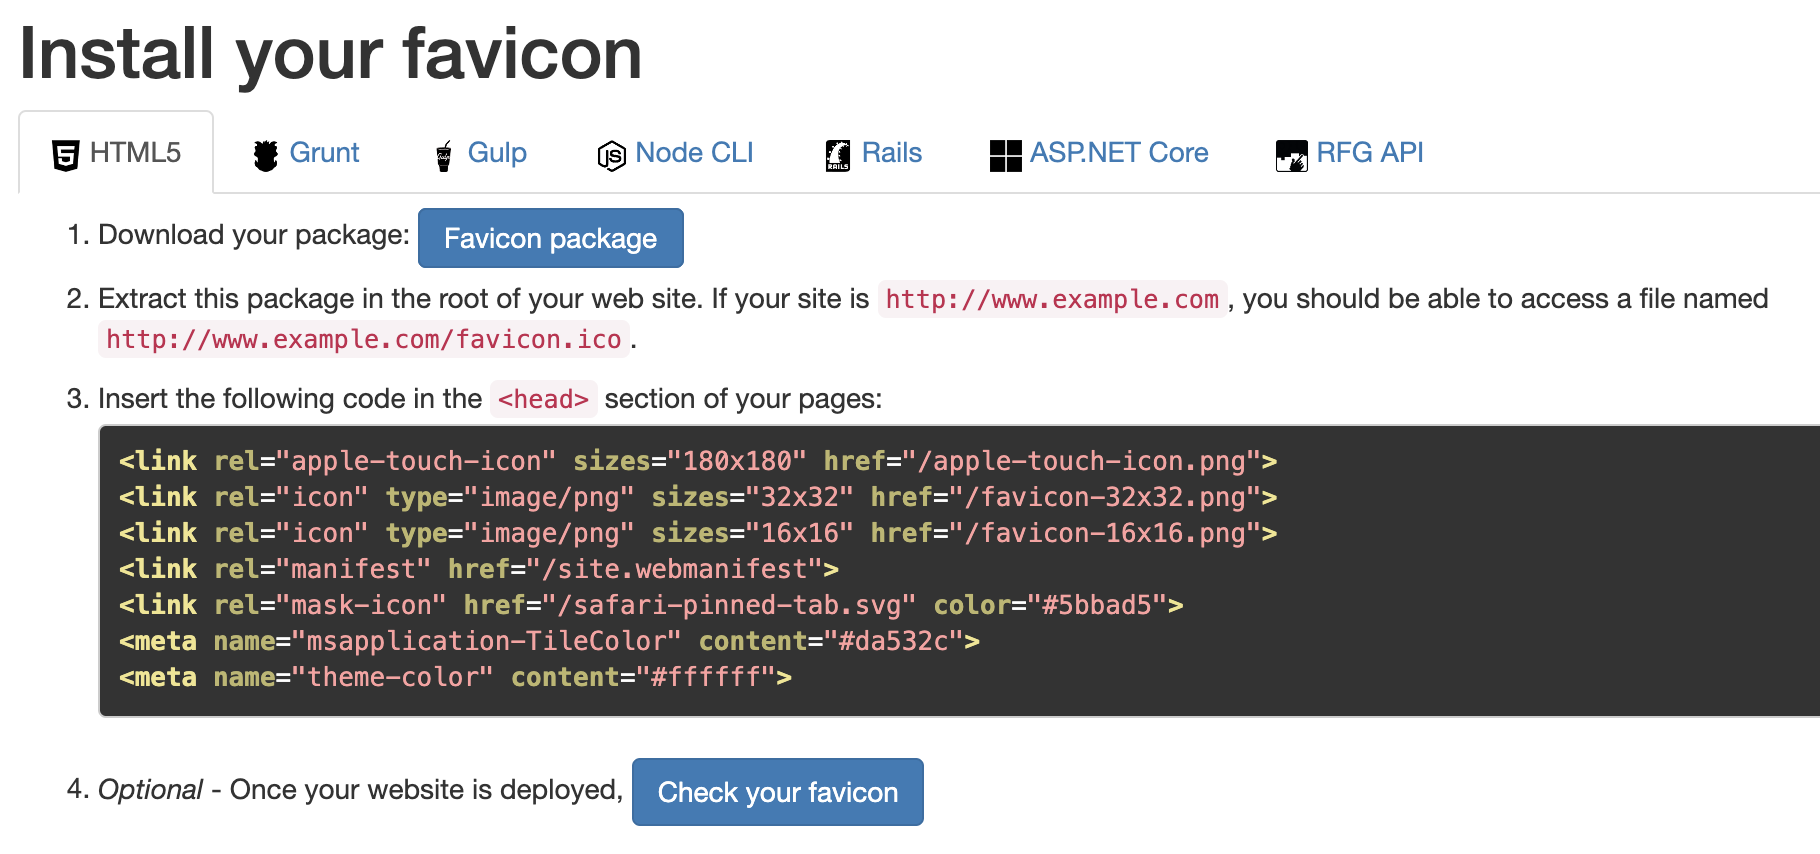 Install your favicon
HTML5 Grunt Gulp Node CLI Rails ASP.NET Core RFG API
1. Download your package: Favicon package
2. Extract this package in the root of your web site. If your site is http://www.example.com, you should be able to access a file named
http://www.example.com/favicon.ico.
3. Insert the following code in the <head> section of your pages:
<link rel="apple-touch-icon" sizes="180x180" href="/apple-touch-icon.png">
<link rel="icon" type="image/png" sizes="32x32" href="/favicon-32x32.png">
<link rel="icon" type="image/png" sizes="16x16" href="/favicon-16x16.png">
<link rel="manifest" href="/site.webmanifest">
<link rel="mask-icon" href="/safari-pinned-tab.svg" color="#5bbad5">
<meta name="msapplication-TileColor" content="#da532c">
<meta name="theme-color" content="#ffffff">
4. Optional - Once your website is deployed, Check your favicon